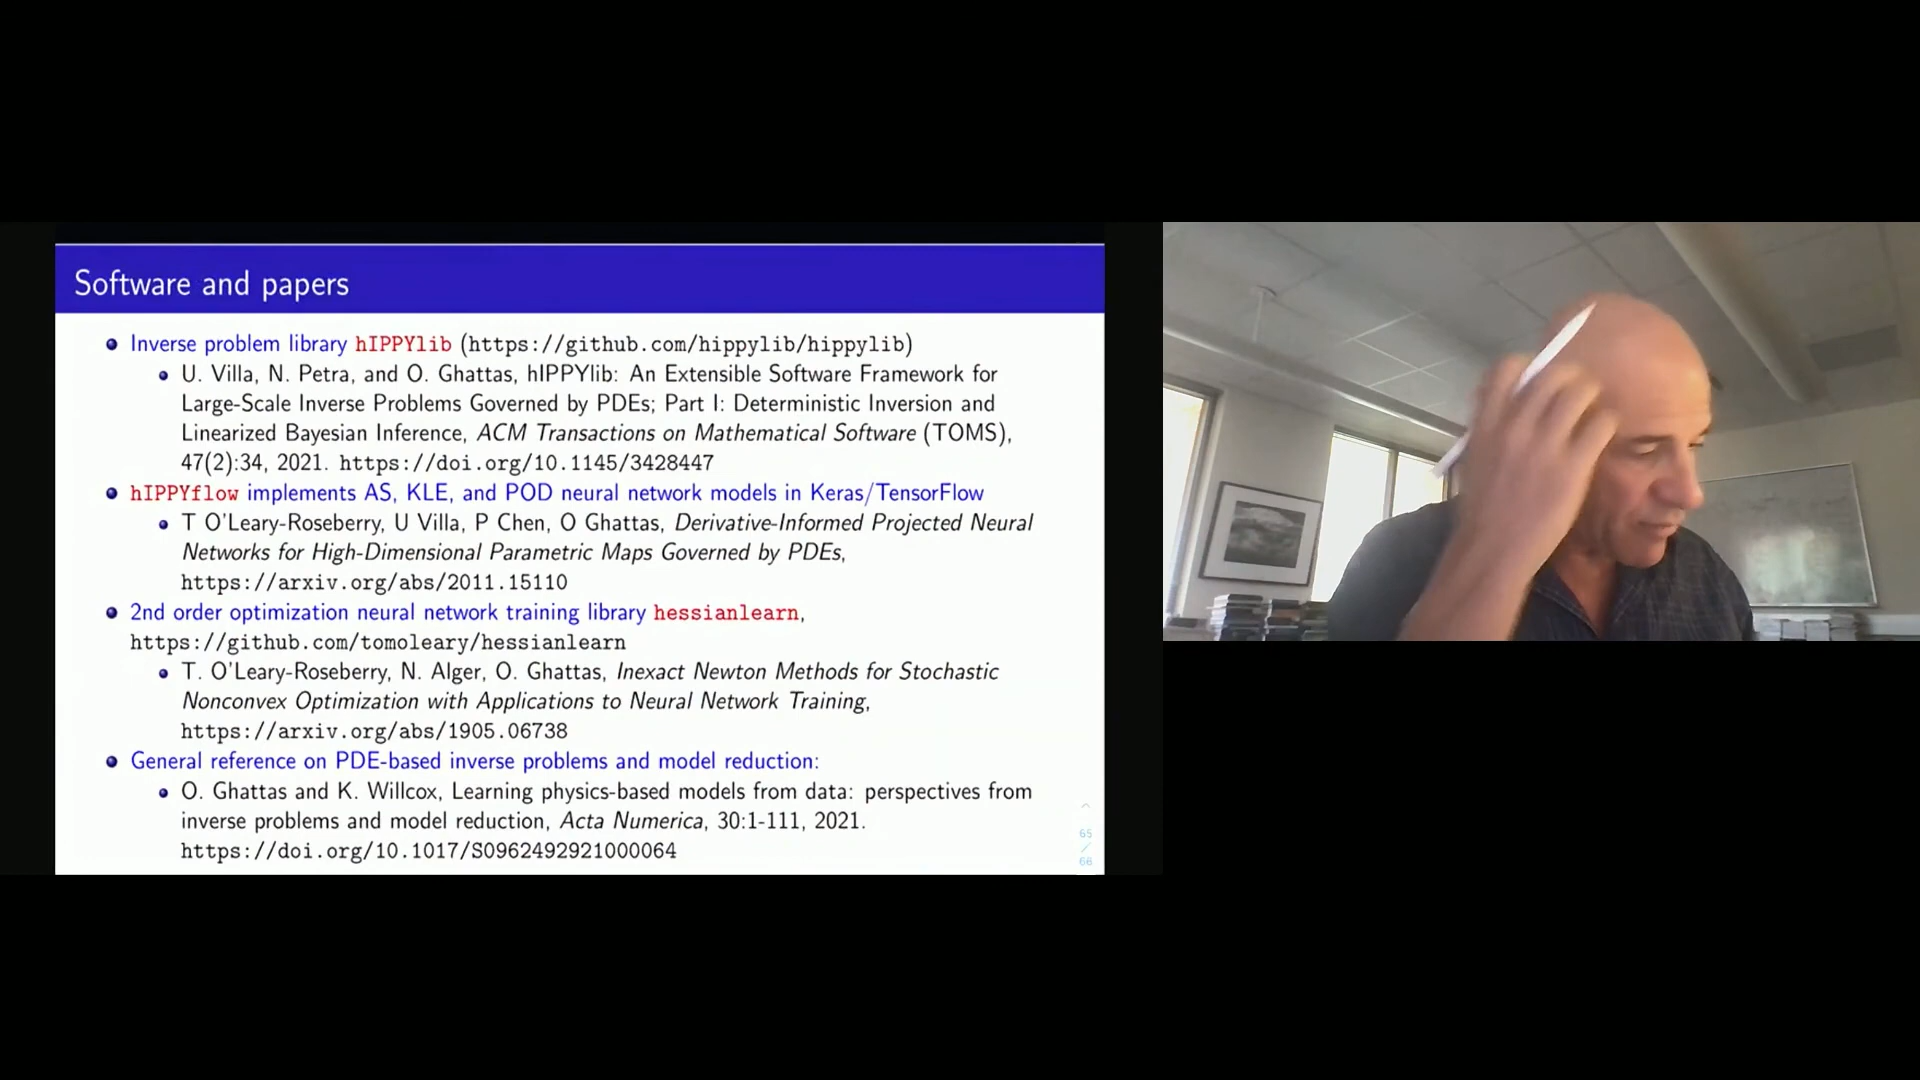 Software and papers
Inverse problem library hIPPYlib (https://github.com/hippylib/hippylib)
U. Villa, N. Petra, and O. Ghattas, hIPPYlib: An Extensible Software Framework for
Large-Scale Inverse Problems Governed by PDEs; Part I: Deterministic Inversion and
Linearized Bayesian Inference, ACM Transactions on Mathematical Software (TOMS),
47(2):34, 2021. https://doi.org/10.1145/3428447
hIPPYflow implements AS, KLE, and POD neural network models in Keras/TensorFlow
T O'Leary-Roseberry, U Villa, P Chen, O Ghattas, Derivative-Informed Projected Neural
Networks for High-Dimensional Parametric Maps Governed by PDEs,
https://arxiv.org/abs/2011.15110
2nd order optimization neural network training library hessianlearn,
https://github.com/tomoleary/hessianlearn
T. O'Leary-Roseberry, N. Alger, O. Ghattas, Inexact Newton Methods for Stochastic
Nonconvex Optimization with Applications to Neural Network Training,
https://arxiv.org/abs/1905.06738
General reference on PDE-based inverse problems and model reduction:
O. Ghattas and K. Willcox, Learning physics-based models from data: perspectives from
inverse problems and model reduction, Acta Numerica, 30:1-111, 2021.
https://doi.org/10.1017/S0962492921000064
65
/
66